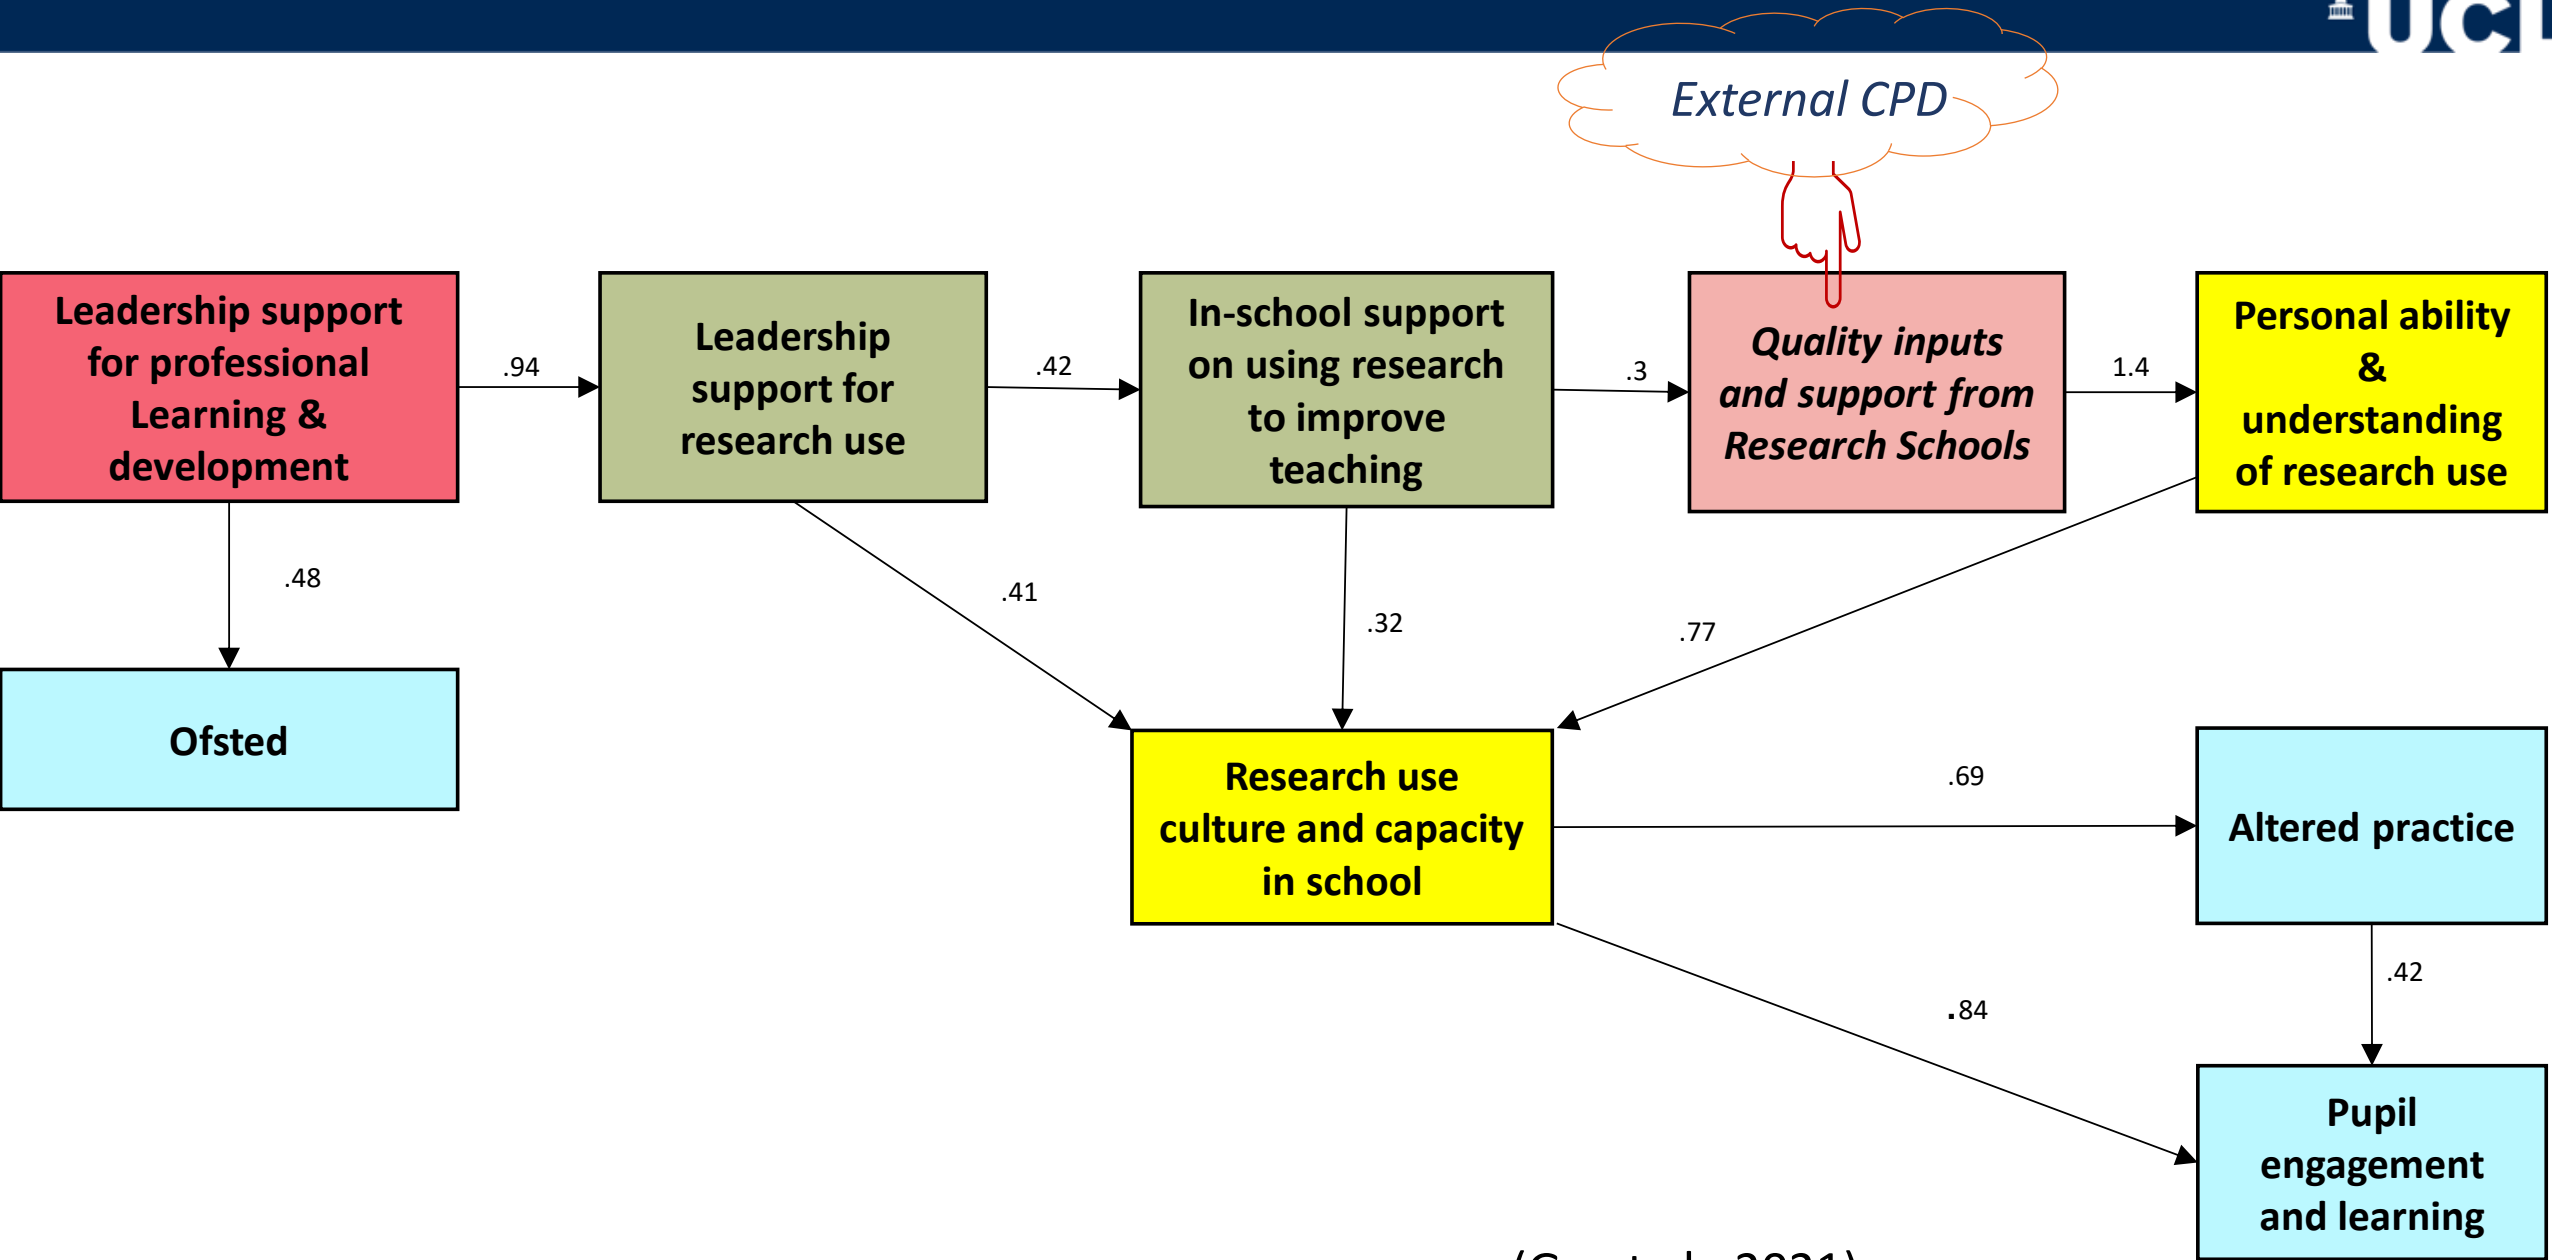 UCL
External CPD
Leadership support
for professional
Learning &
development
.94
Leadership
support for
research use
.42
In-school support
on using research
to improve
teaching
.3
Quality inputs
and support from
Research Schools
1.4
Personal ability
&
understanding
of research use
.48
.41
.32
.77
Ofsted
Research use
culture and capacity
in school
.69
Altered practice
.42
.84
Pupil
engagement
and learning
2021)